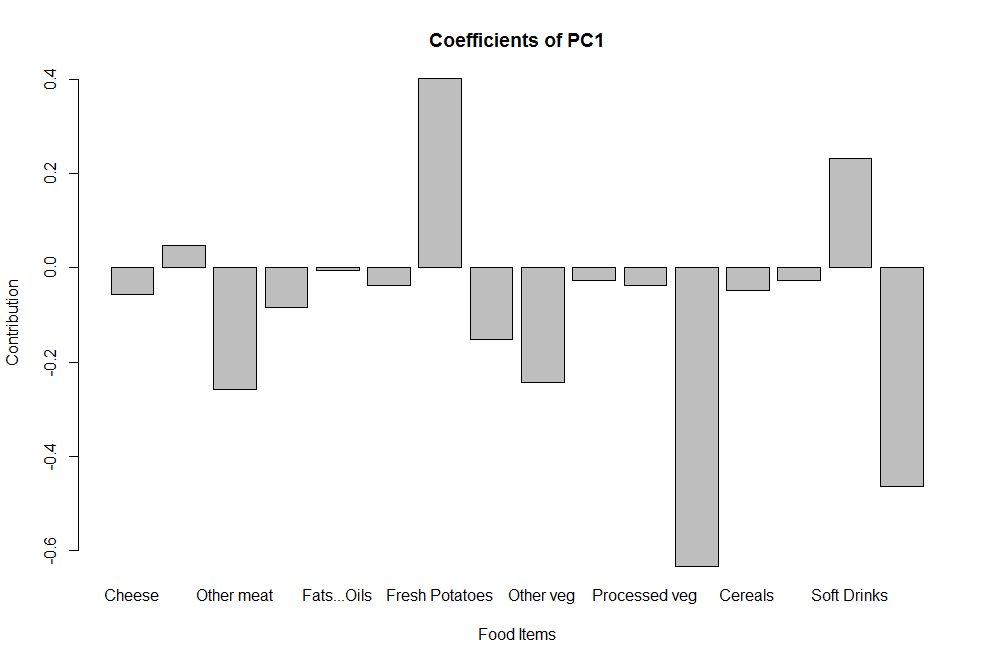 Coefficients of PC1
Contribution
0.4
0.2
0.0
-0.2
-0.4
-0.6
Cheese Other meat Fats...Oils Fresh Potatoes Other veg Processed veg Cereals Soft Drinks
Food Items